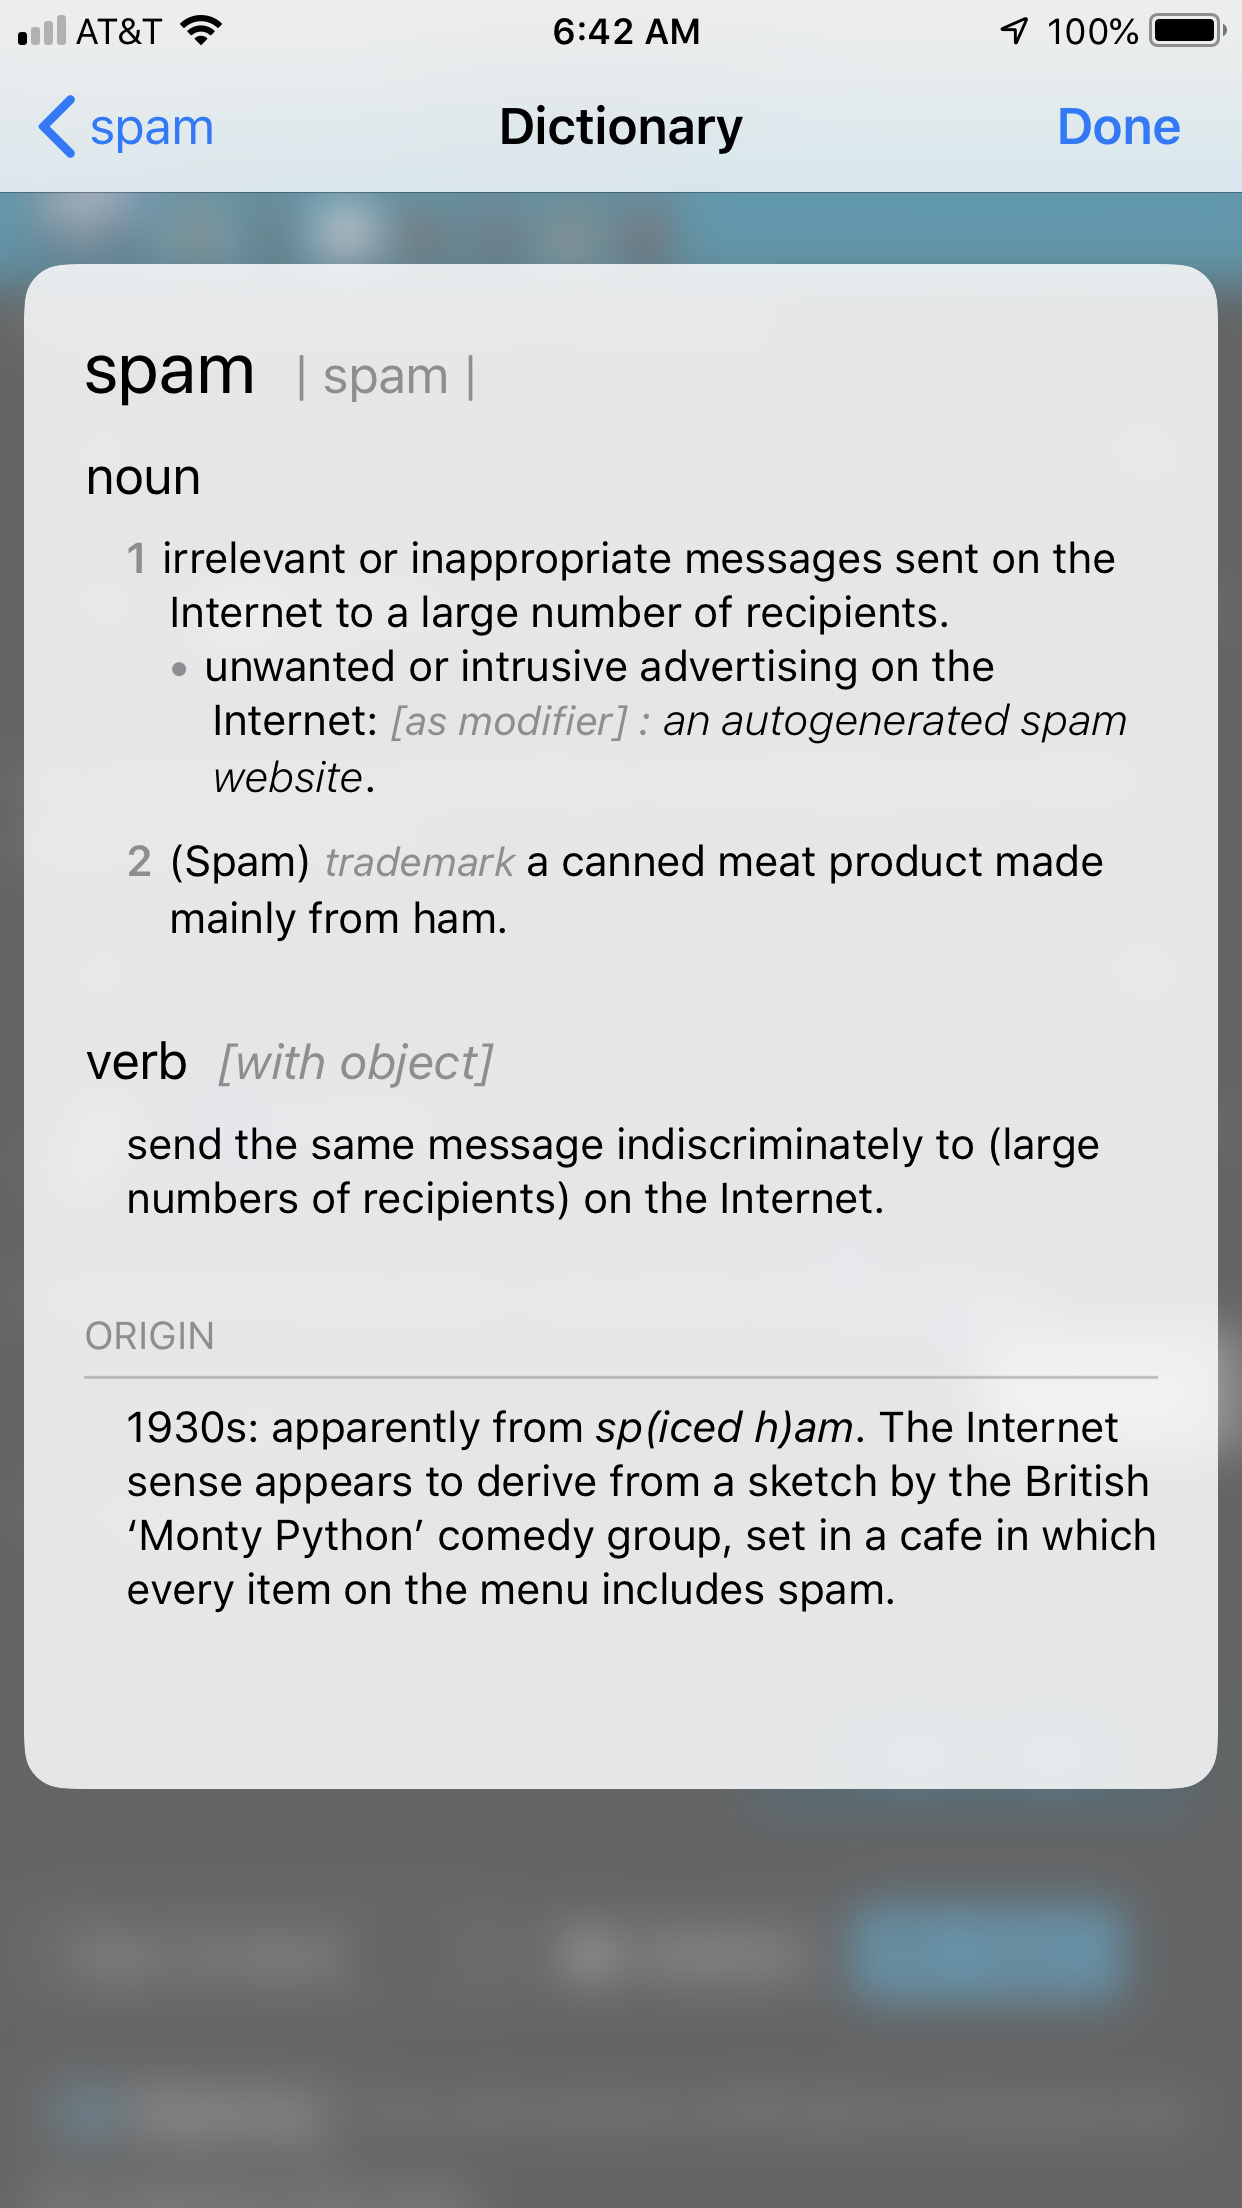 AT&T 6:42 AM 100%
spam Dictionary Done
spam | spam |
noun
1 irrelevant or inappropriate messages sent on the
Internet to a large number of recipients.
• unwanted or intrusive advertising on the
Internet: [as modifier] : an autogenerated spam
website.
2 (Spam) trademark a canned meat product made
mainly from ham.
verb [with object]
send the same message indiscriminately to (large
numbers of recipients) on the Internet.
ORIGIN
1930s: apparently from sp(iced h)am. The Internet
sense appears to derive from a sketch by the British
‘Monty Python’ comedy group, set in a cafe in which
every item on the menu includes spam.